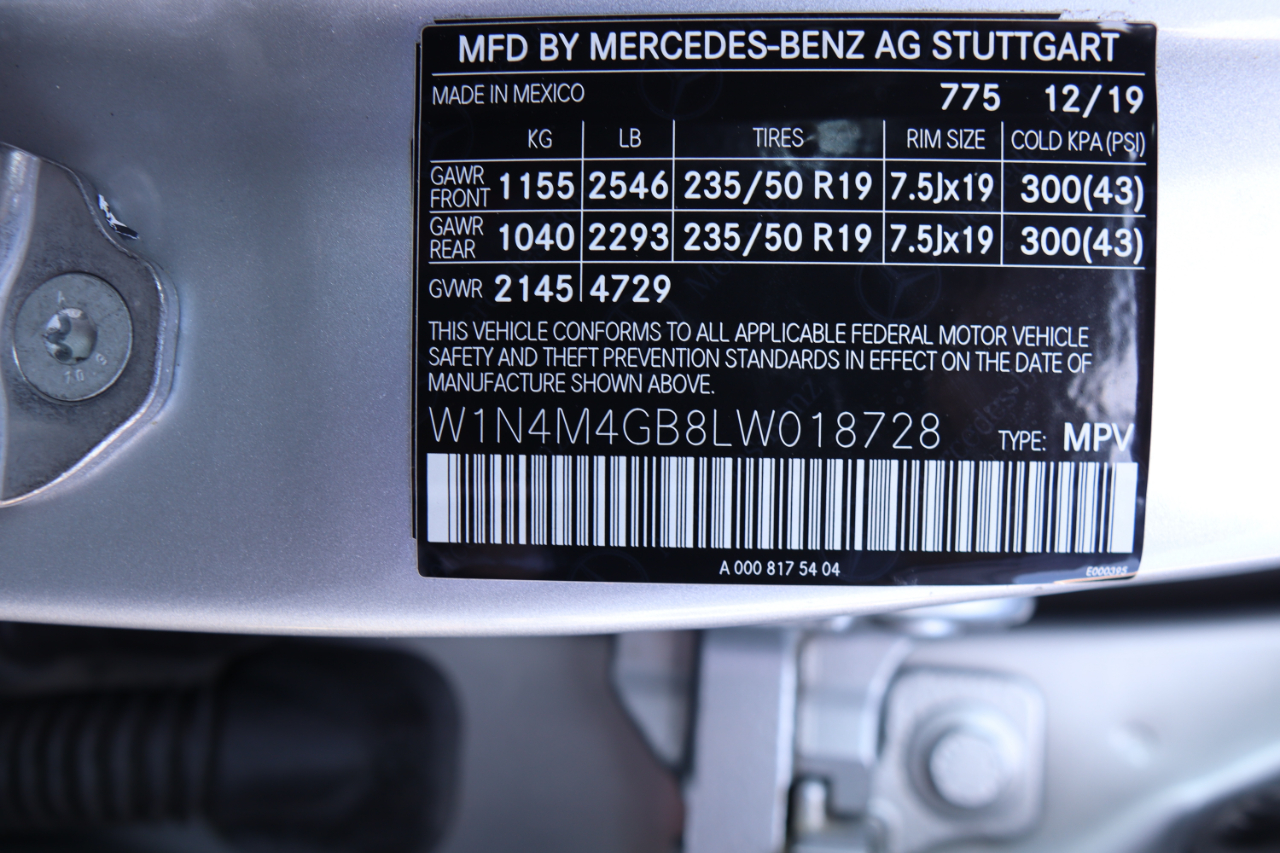 MFD BY MERCEDES-BENZ AG STUTTGART
MADE IN MEXICO 775 12/19
KG LB TIRES RIM SIZE COLD KPA (PSI)
GAWR FRONT 1155 2546 235/50 R19 7.5Jx19 300(43)
GAWR REAR 1040 2293 235/50 R19 7.5Jx19 300(43)
GVWR 2145 4729
THIS VEHICLE CONFORMS TO ALL APPLICABLE FEDERAL MOTOR VEHICLE
SAFETY AND THEFT PREVENTION STANDARDS IN EFFECT ON THE DATE OF
MANUFACTURE SHOWN ABOVE.
W1N4M4GB8LW018728 TYPE: MPV
A 000 817 54 04 E000395